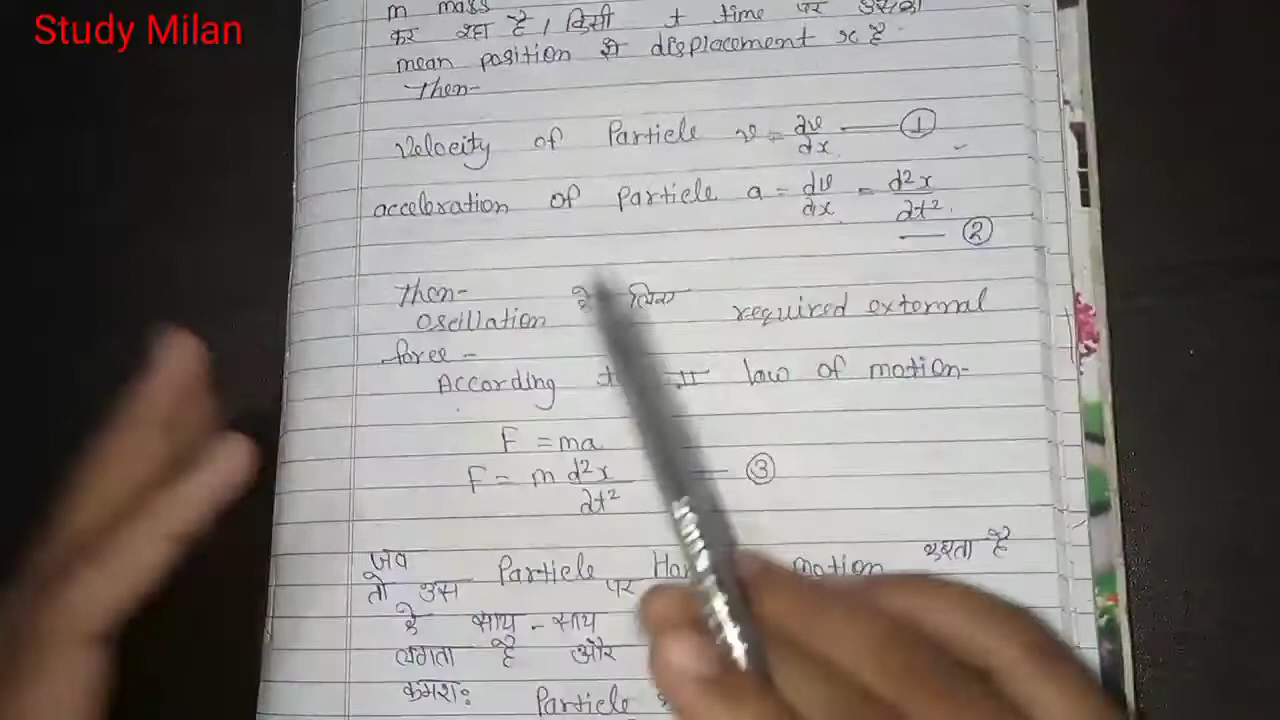 Study Milan
m mass
कर रहा है, किसी t time पर उसका
mean position से displacement x है
Then-
Velocity of Particle v = dv/dx ——— ①
acceleration of Particle a = dv/dx = d²x/dt²
—— ②
Then-
oscillation के लिए required external
force -
According to II law of motion-
F = ma
F = m d²x/dt² —— ③
जब Particle motion करता है
तो उस पर
के साथ - साथ
लगता है और
क्रमशः Particle